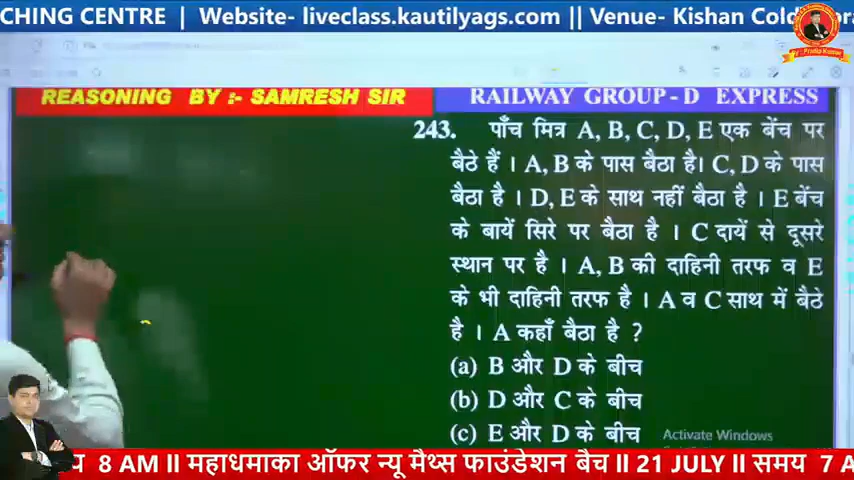 CHING CENTRE | Website- liveclass.kautilyags.com || Venue- Kishan Cold
REASONING BY :- SAMRESH SIR
RAILWAY GROUP - D EXPRESS
243. पाँच मित्र A, B, C, D, E एक बेंच पर
बैठे हैं । A, B के पास बैठा है। C, D के पास
बैठा है । D, E के साथ नहीं बैठा है । E बेंच
के बायें सिरे पर बैठा है । C दायें से दूसरे
स्थान पर है । A, B की दाहिनी तरफ व E
के भी दाहिनी तरफ है । A व C साथ में बैठे
है । A कहाँ बैठा है ?
(a) B और D के बीच
(b) D और C के बीच
(c) E और D के बीच
Activate Windows
8 AM II महाधमाका ऑफर न्यू मैथ्स फाउंडेशन बैच II 21 JULY II समय 7 A